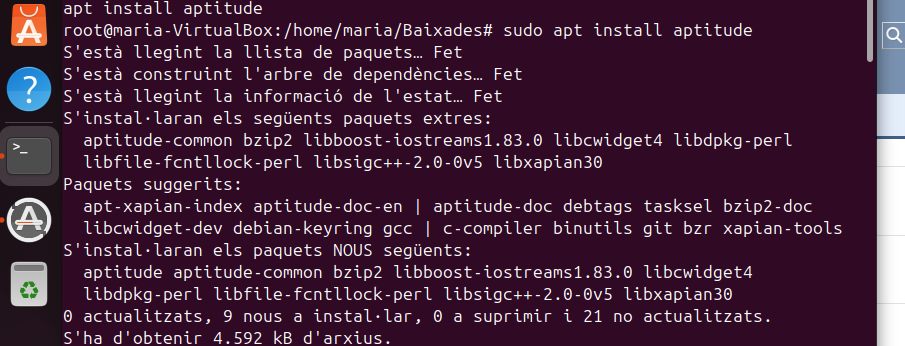 apt install aptitude
root@maria-VirtualBox:/home/maria/Baixades# sudo apt install aptitude
S'està llegint la llista de paquets… Fet
S'està construint l'arbre de dependències… Fet
S'està llegint la informació de l'estat… Fet
S'instal·laran els següents paquets extres:
  aptitude-common bzip2 libboost-iostreams1.83.0 libcwidget4 libdpkg-perl
  libfile-fcntllock-perl libsigc++-2.0-0v5 libxapian30
Paquets suggerits:
  apt-xapian-index aptitude-doc-en | aptitude-doc debtags tasksel bzip2-doc
  libcwidget-dev debian-keyring gcc | c-compiler binutils git bzr xapian-tools
S'instal·laran els paquets NOUS següents:
  aptitude aptitude-common bzip2 libboost-iostreams1.83.0 libcwidget4
  libdpkg-perl libfile-fcntllock-perl libsigc++-2.0-0v5 libxapian30
0 actualitzats, 9 nous a instal·lar, 0 a suprimir i 21 no actualitzats.
S'ha d'obtenir 4.592 kB d'arxius.